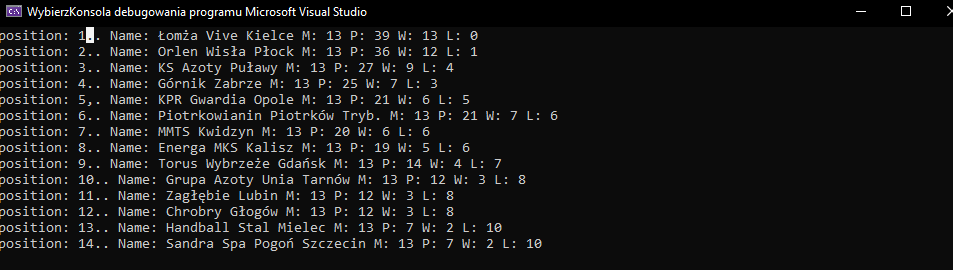 WybierzKonsola debugowania programu Microsoft Visual Studio
position: 1.. Name: Łomża Vive Kielce M: 13 P: 39 W: 13 L: 0
position: 2.. Name: Orlen Wisła Płock M: 13 P: 36 W: 12 L: 1
position: 3.. Name: KS Azoty Puławy M: 13 P: 27 W: 9 L: 4
position: 4.. Name: Górnik Zabrze M: 13 P: 25 W: 7 L: 3
position: 5,. Name: KPR Gwardia Opole M: 13 P: 21 W: 6 L: 5
position: 6.. Name: Piotrkowianin Piotrków Tryb. M: 13 P: 21 W: 7 L: 6
position: 7.. Name: MMTS Kwidzyn M: 13 P: 20 W: 6 L: 6
position: 8.. Name: Energa MKS Kalisz M: 13 P: 19 W: 5 L: 6
position: 9.. Name: Torus Wybrzeże Gdańsk M: 13 P: 14 W: 4 L: 7
position: 10.. Name: Grupa Azoty Unia Tarnów M: 13 P: 12 W: 3 L: 8
position: 11.. Name: Zagłębie Lubin M: 13 P: 12 W: 3 L: 8
position: 12.. Name: Chrobry Głogów M: 13 P: 12 W: 3 L: 8
position: 13.. Name: Handball Stal Mielec M: 13 P: 7 W: 2 L: 10
position: 14.. Name: Sandra Spa Pogoń Szczecin M: 13 P: 7 W: 2 L: 10